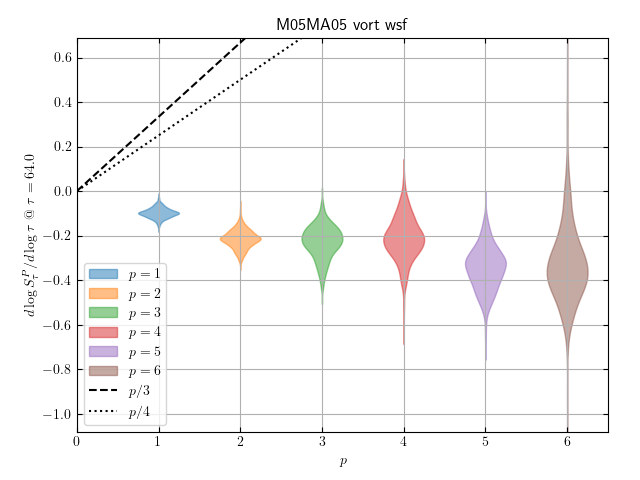 M05MA05 vort wsf
d log S_τ^P / d log τ @ τ = 64.0
0.6
0.4
0.2
0.0
−0.2
−0.4
−0.6
−0.8
−1.0
p = 1
p = 2
p = 3
p = 4
p = 5
p = 6
p/3
p/4
0 1 2 3 4 5 6
p